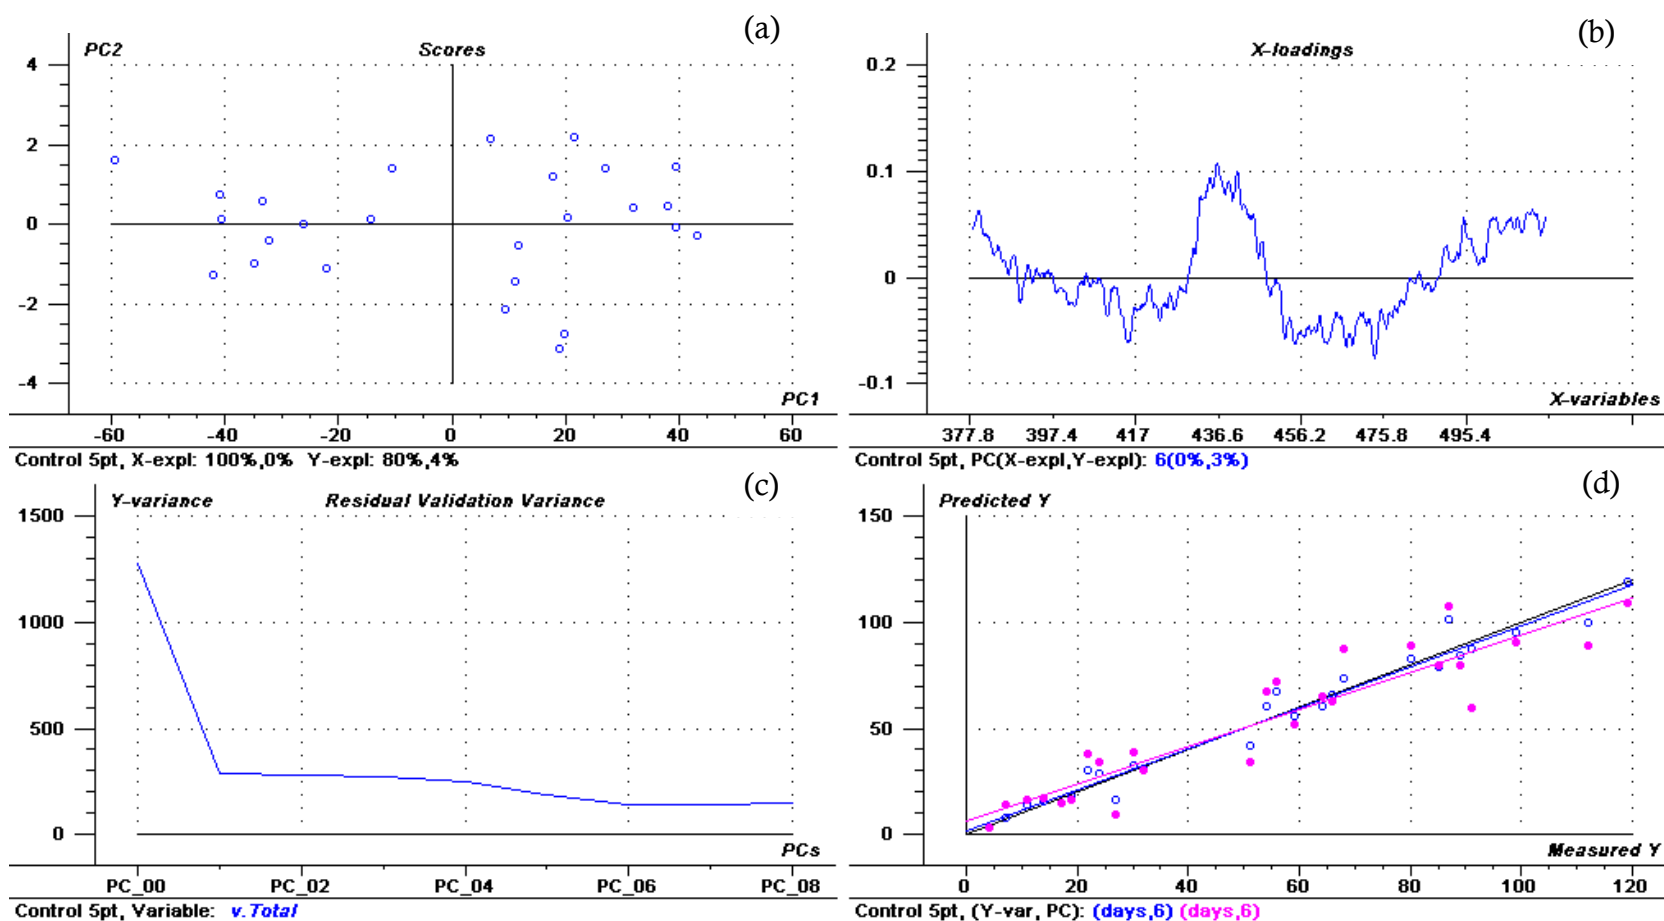 (a)
PC2
Scores
4
2
0
-2
-4
PC1
-60 -40 -20 0 20 40 60
Control 5pt, X-expl: 100%,0% Y-expl: 80%,4%
(b)
X-loadings
0.2
0.1
0
-0.1
X-variables
377.8 397.4 417 436.6 456.2 475.8 495.4
Control 5pt, PC(X-expl,Y-expl): 6(0%,3%)
(c)
Y-variance
Residual Validation Variance
1500
1000
500
0
PCs
PC_00 PC_02 PC_04 PC_06 PC_08
Control 5pt, Variable: v.Total
(d)
Predicted Y
150
100
50
0
Measured Y
0 20 40 60 80 100 120
Control 5pt, (Y-var, PC): (days,6) (days,6)